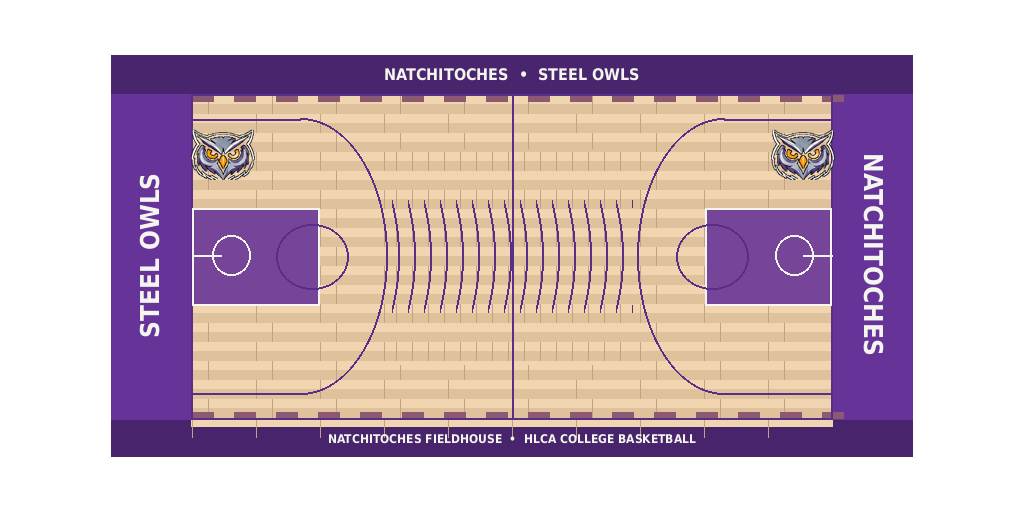 NATCHITOCHES • STEEL OWLS
STEEL OWLS
NATCHITOCHES
NATCHITOCHES FIELDHOUSE • HLCA COLLEGE BASKETBALL